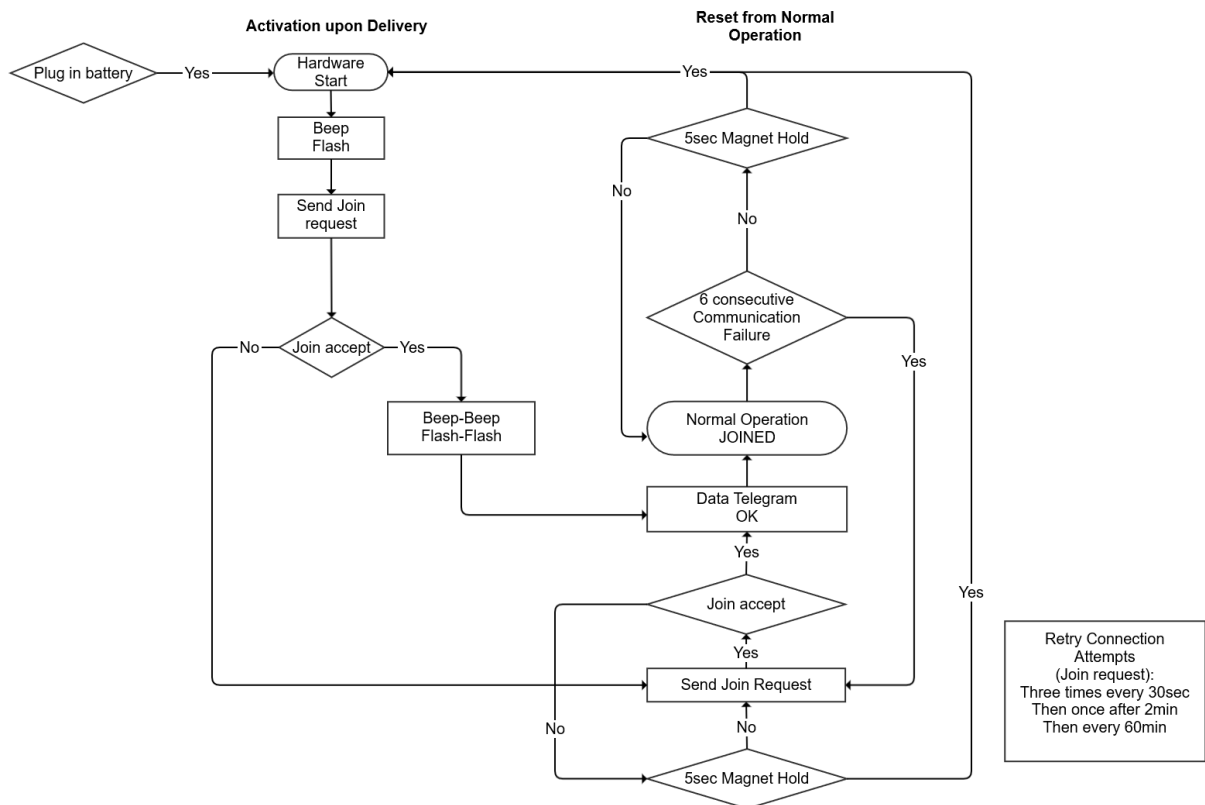 Activation upon Delivery
Reset from Normal
Operation
Plug in battery
Yes
Hardware
Start
Yes
Beep
Flash
5sec Magnet Hold
No
Send Join
request
No
6 consecutive
Communication
Failure
No
Join accept
Yes
Yes
Beep-Beep
Flash-Flash
Normal Operation
JOINED
Data Telegram
OK
Yes
Join accept
Yes
Yes
Send Join Request
No
No
5sec Magnet Hold
Retry Connection
Attempts
(Join request):
Three times every 30sec
Then once after 2min
Then every 60min